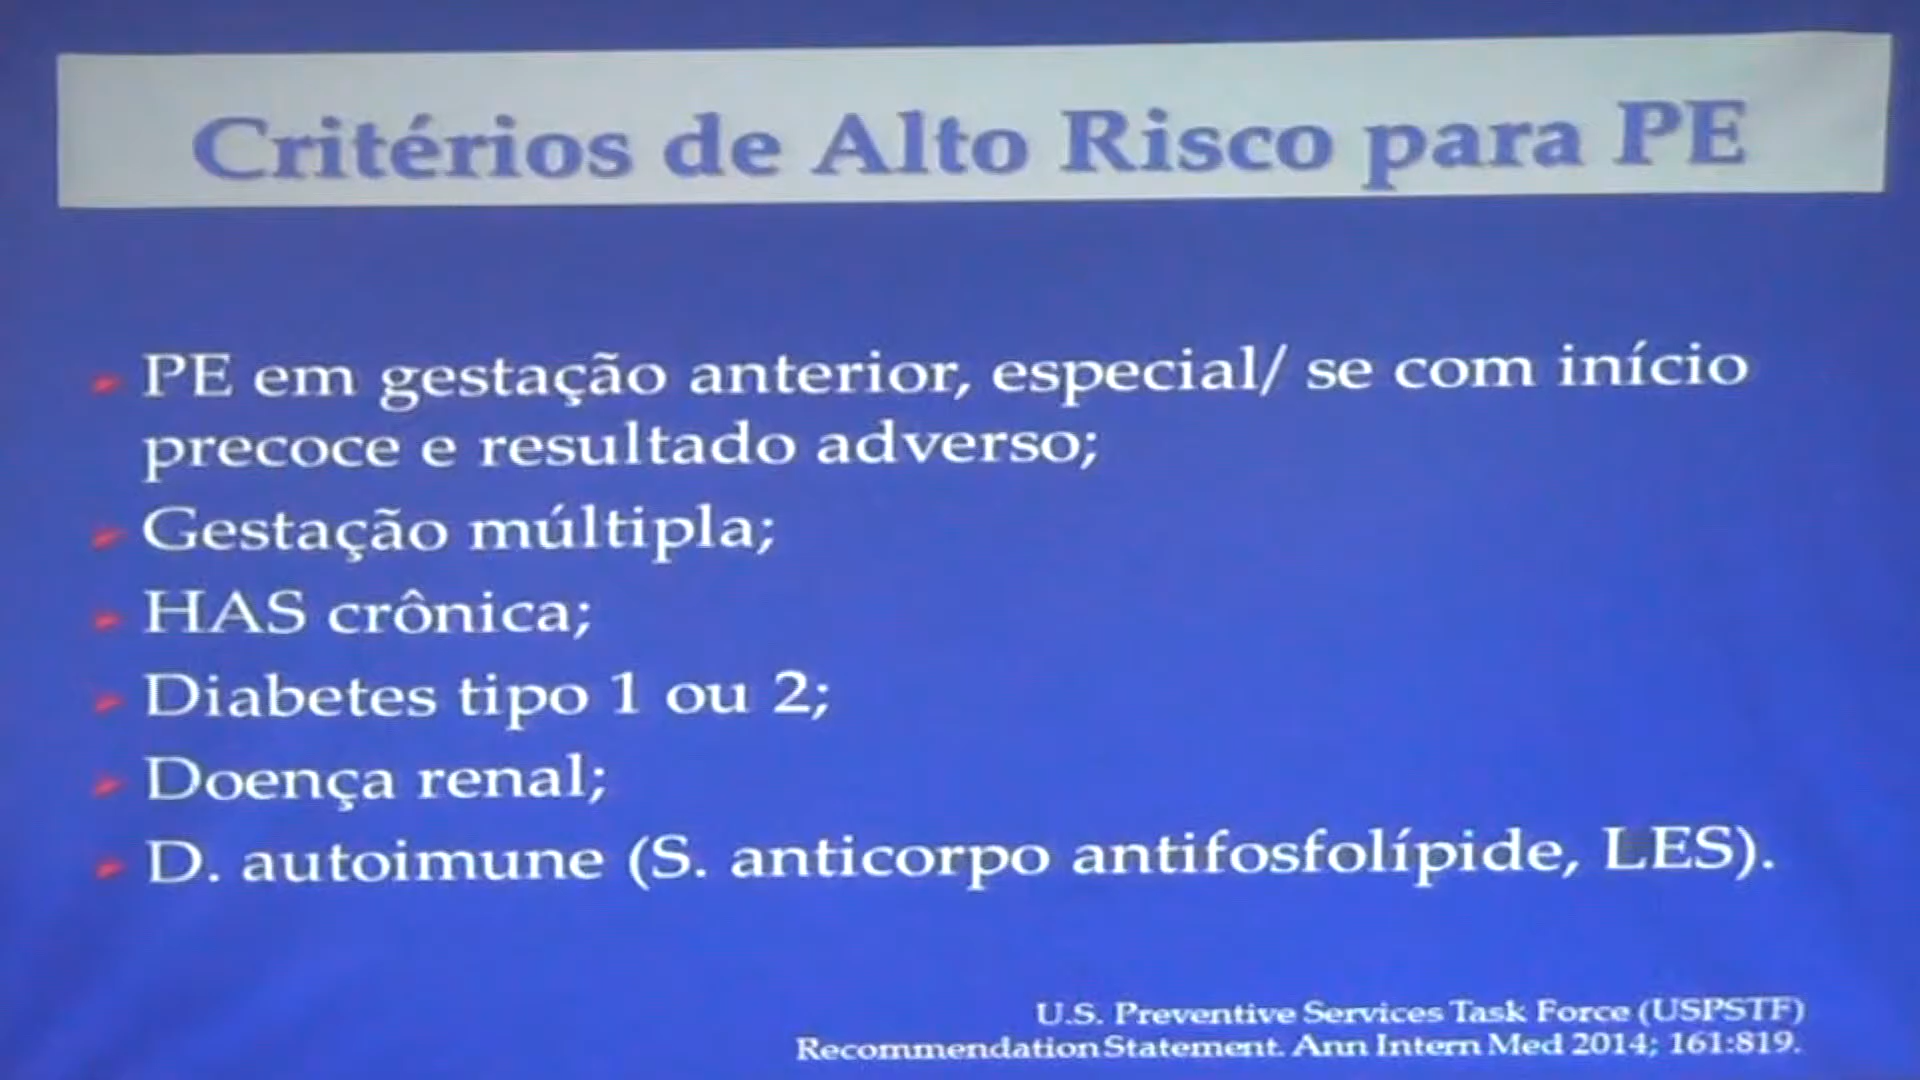 Critérios de Alto Risco para PE
PE em gestação anterior, especial/ se com início
precoce e resultado adverso;
Gestação múltipla;
HAS crônica;
Diabetes tipo 1 ou 2;
Doença renal;
D. autoimune (S. anticorpo antifosfolípide, LES).
U.S. Preventive Services Task Force (USPSTF)
Recommendation Statement. Ann Intern Med 2014; 161:819.